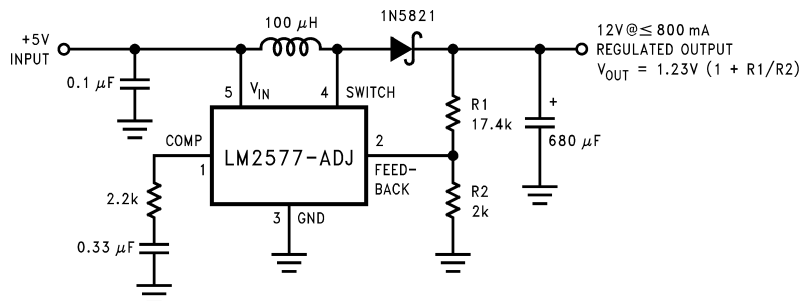 100 μH
1N5821
+5V
INPUT
12V@≤ 800 mA
REGULATED OUTPUT
VOUT = 1.23V (1 + R1/R2)
0.1 μF
5
VIN
4
SWITCH
R1
17.4k
+
680 μF
COMP
1
LM2577-ADJ
2
FEED-
BACK
R2
2k
2.2k
3
GND
0.33 μF